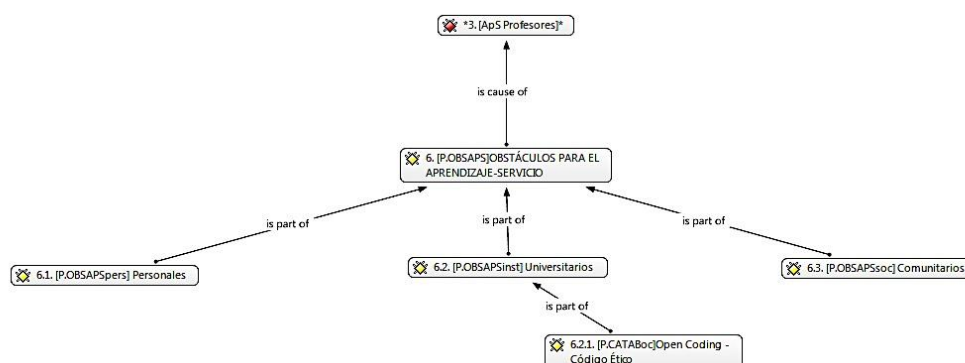 *3. [ApS Profesores]*
is cause of
6. [P.OBSAPS]OBSTÁCULOS PARA EL
APRENDIZAJE-SERVICIO
is part of
is part of
is part of
6.1. [P.OBSAPSpers] Personales
6.2. [P.OBSAPSinst] Universitarios
6.3. [P.OBSAPSsoc] Comunitarios
is part of
6.2.1. [P.CATABoc]Open Coding -
Código Ético